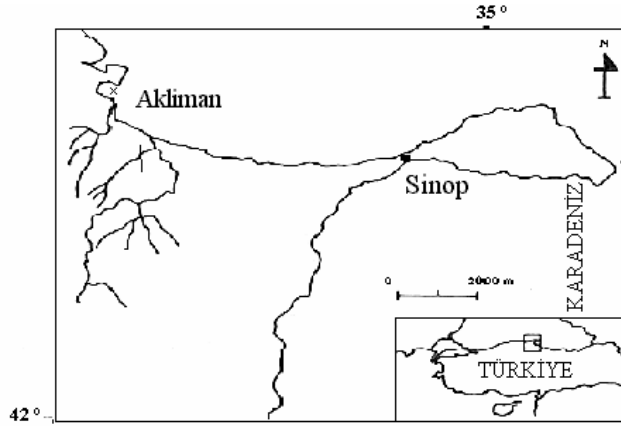 35 °
N
Akliman
Sinop
KARADENİZ
0 2000 m
TÜRKİYE
42 °